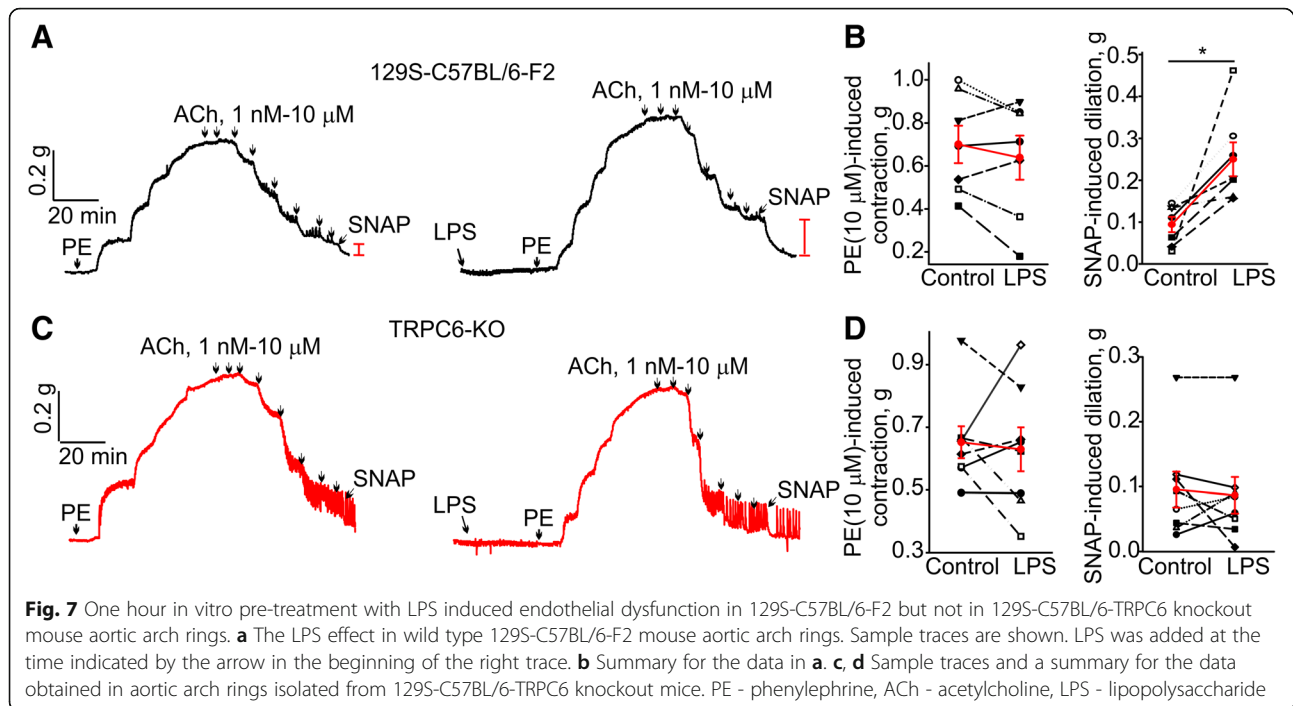 A
129S-C57BL/6-F2
ACh, 1 nM-10 μM
ACh, 1 nM-10 μM
0.2 g
20 min
PE
SNAP
LPS
PE
SNAP
B
PE(10 μM)-induced
contraction, g
1.0
0.8
0.6
0.4
0.2
Control LPS
SNAP-induced dilation, g
0.5
0.4
0.3
0.2
0.1
0.0
*
Control LPS
C
TRPC6-KO
ACh, 1 nM-10 μM
ACh, 1 nM-10 μM
0.2 g
20 min
PE
SNAP
LPS
PE
SNAP
D
PE(10 μM)-induced
contraction, g
0.9
0.7
0.5
0.3
Control LPS
SNAP-induced dilation, g
0.3
0.2
0.1
0.0
Control LPS
Fig. 7 One hour in vitro pre-treatment with LPS induced endothelial dysfunction in 129S-C57BL/6-F2 but not in 129S-C57BL/6-TRPC6 knockout
mouse aortic arch rings. a The LPS effect in wild type 129S-C57BL/6-F2 mouse aortic arch rings. Sample traces are shown. LPS was added at the
time indicated by the arrow in the beginning of the right trace. b Summary for the data in a. c, d Sample traces and a summary for the data
obtained in aortic arch rings isolated from 129S-C57BL/6-TRPC6 knockout mice. PE - phenylephrine, ACh - acetylcholine, LPS - lipopolysaccharide